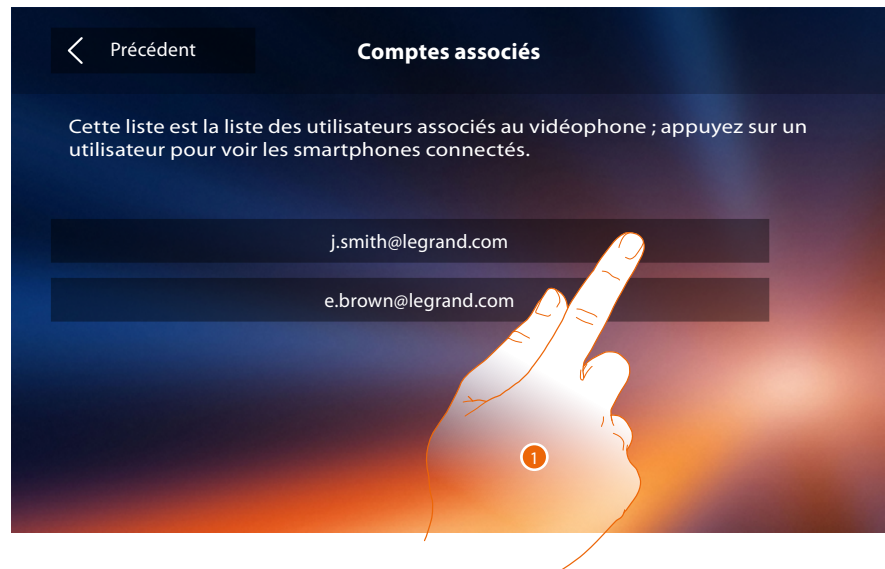 Précédent
Comptes associés
Cette liste est la liste des utilisateurs associés au vidéophone ; appuyez sur un
utilisateur pour voir les smartphones connectés.
j.smith@legrand.com
e.brown@legrand.com
1